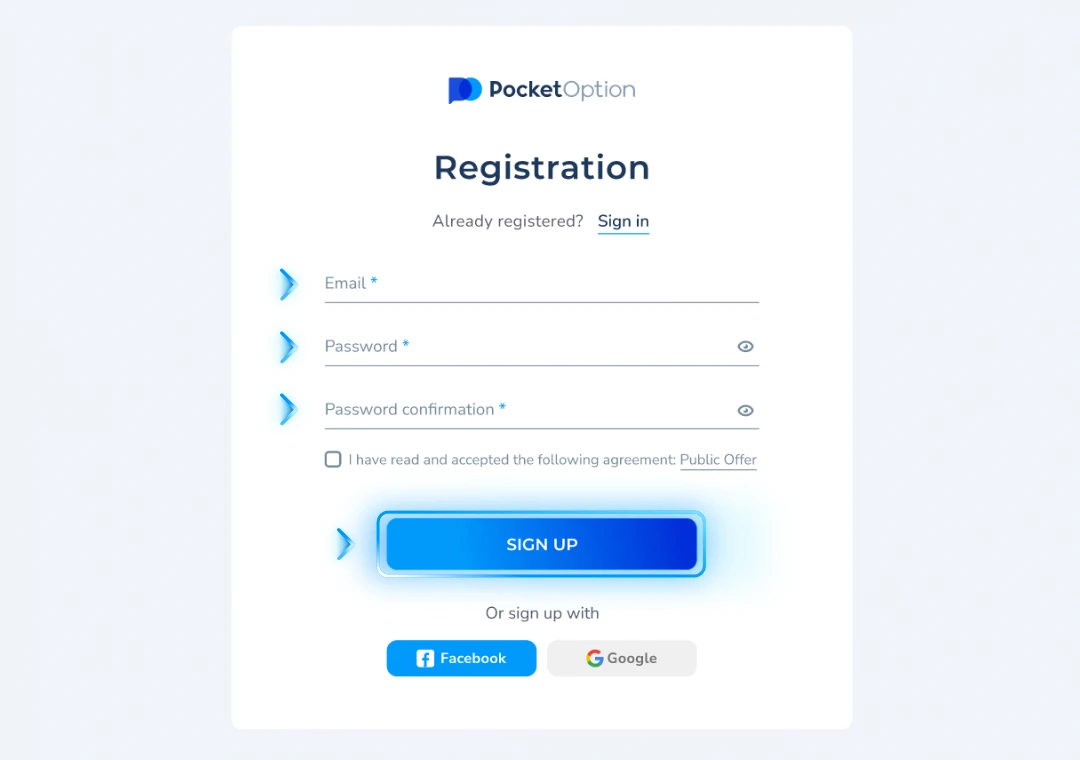 PocketOption
Registration
Already registered? Sign in
Email *
Password *
Password confirmation *
I have read and accepted the following agreement: Public Offer
SIGN UP
Or sign up with
Facebook Google